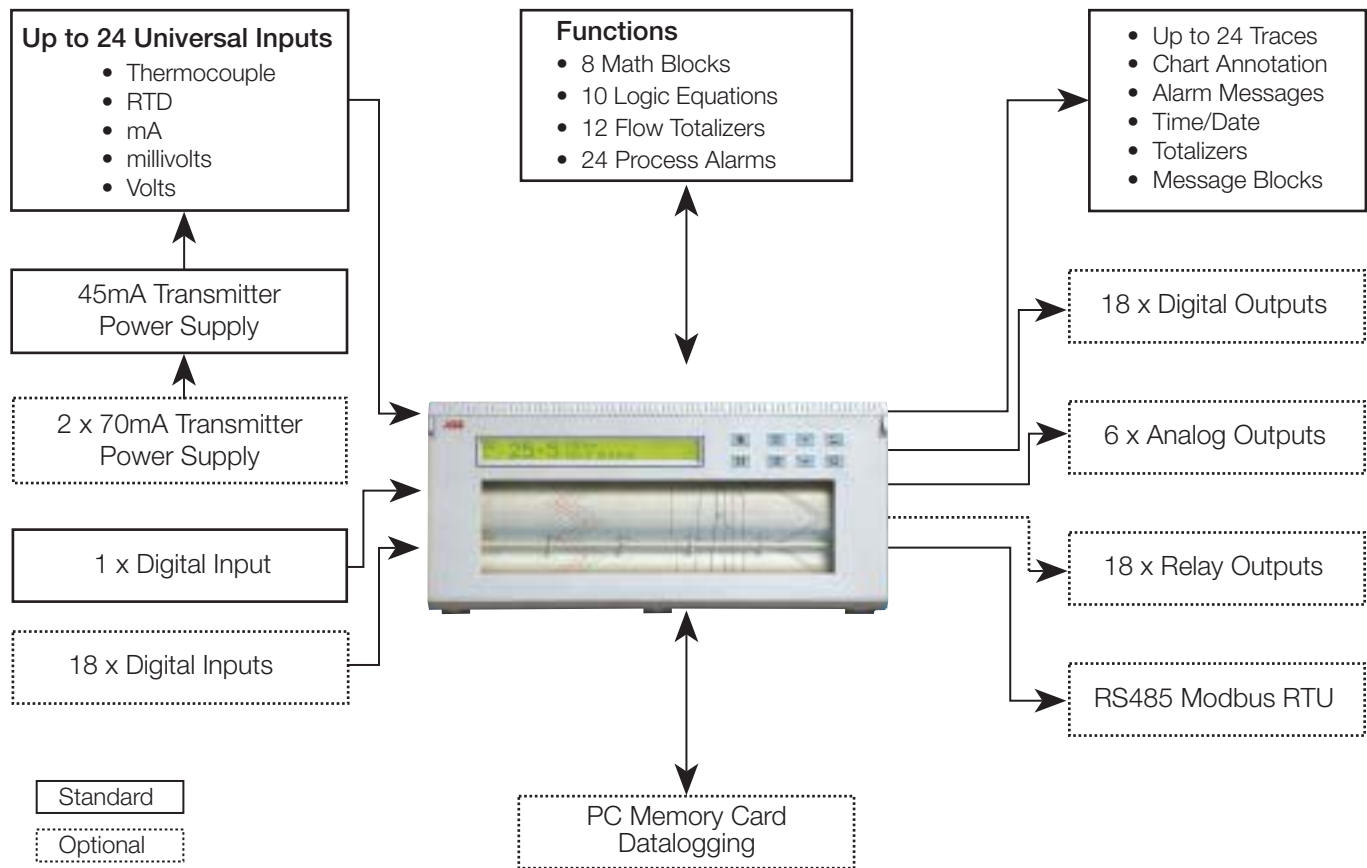 Up to 24 Universal Inputs
• Thermocouple
• RTD
• mA
• millivolts
• Volts
45mA Transmitter
Power Supply
2 x 70mA Transmitter
Power Supply
1 x Digital Input
18 x Digital Inputs
Standard
Optional
Functions
• 8 Math Blocks
• 10 Logic Equations
• 12 Flow Totalizers
• 24 Process Alarms
ABB
25.5
PC Memory Card
Datalogging
• Up to 24 Traces
• Chart Annotation
• Alarm Messages
• Time/Date
• Totalizers
• Message Blocks
18 x Digital Outputs
6 x Analog Outputs
18 x Relay Outputs
RS485 Modbus RTU